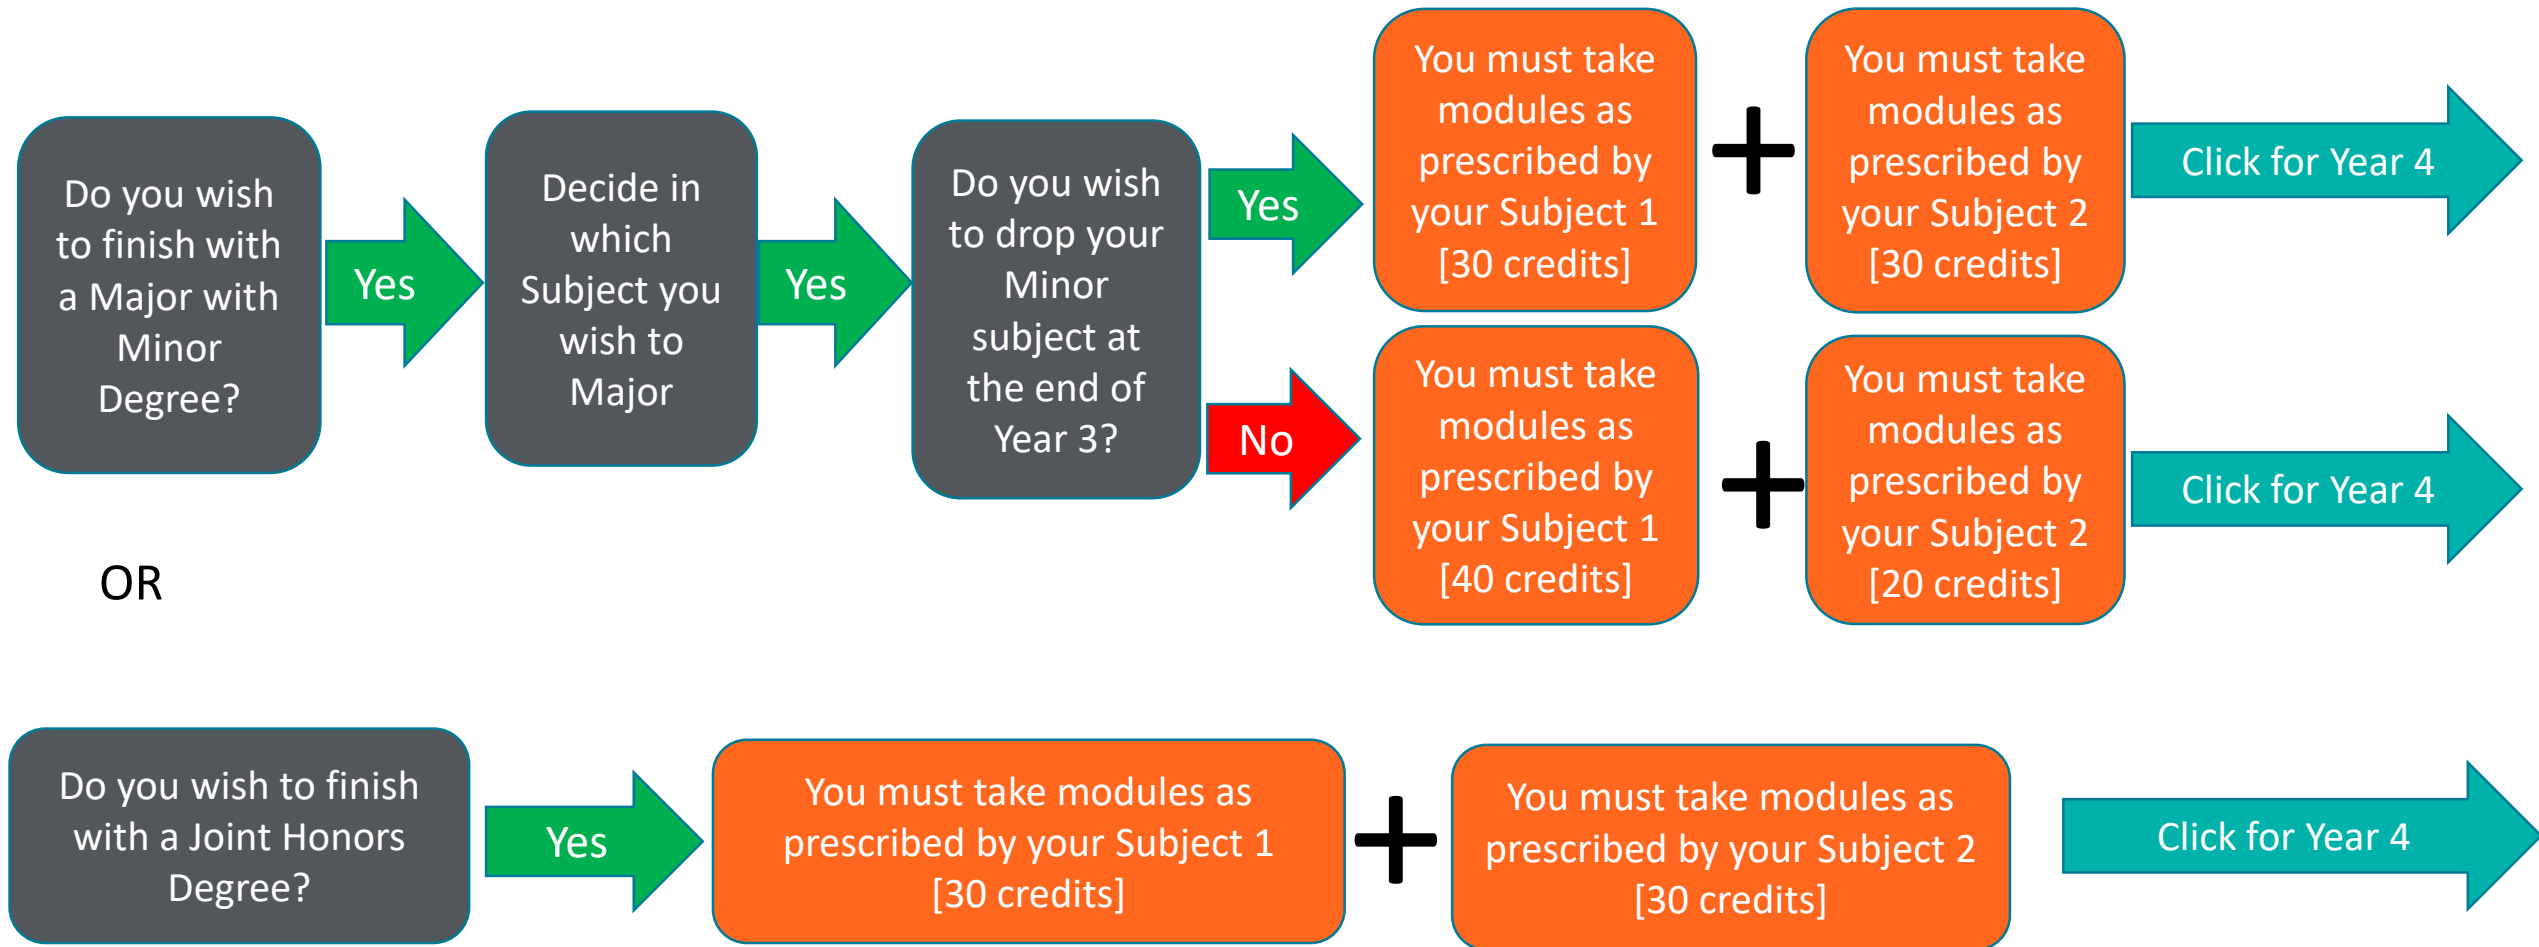 Do you wish
to finish with
a Major with
Minor
Degree?
Yes
Decide in
which
Subject you
wish to
Major
Yes
Do you wish
to drop your
Minor
subject at
the end of
Year 3?
Yes
You must take
modules as
prescribed by
your Subject 1
[30 credits]
+
You must take
modules as
prescribed by
your Subject 2
[30 credits]
Click for Year 4
No
You must take
modules as
prescribed by
your Subject 1
[40 credits]
+
You must take
modules as
prescribed by
your Subject 2
[20 credits]
Click for Year 4
OR
Do you wish to finish
with a Joint Honors
Degree?
Yes
You must take modules as
prescribed by your Subject 1
[30 credits]
+
You must take modules as
prescribed by your Subject 2
[30 credits]
Click for Year 4